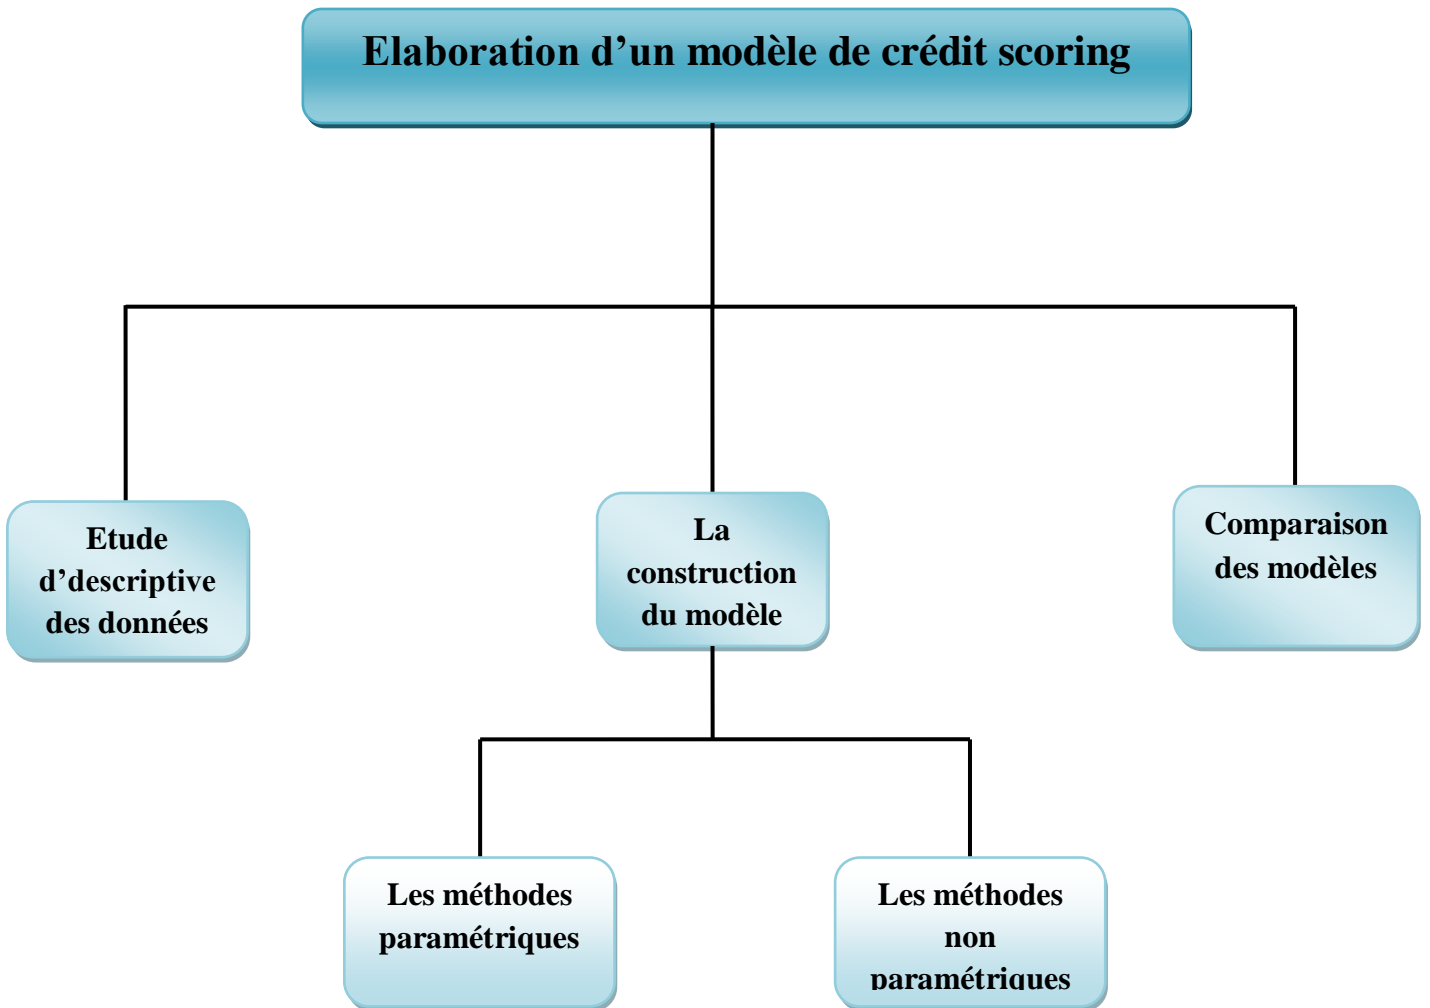 Elaboration d’un modèle de crédit scoring
Etude
d’descriptive
des données
La
construction
du modèle
Comparaison
des modèles
Les méthodes
paramétriques
Les méthodes
non
paramétriques